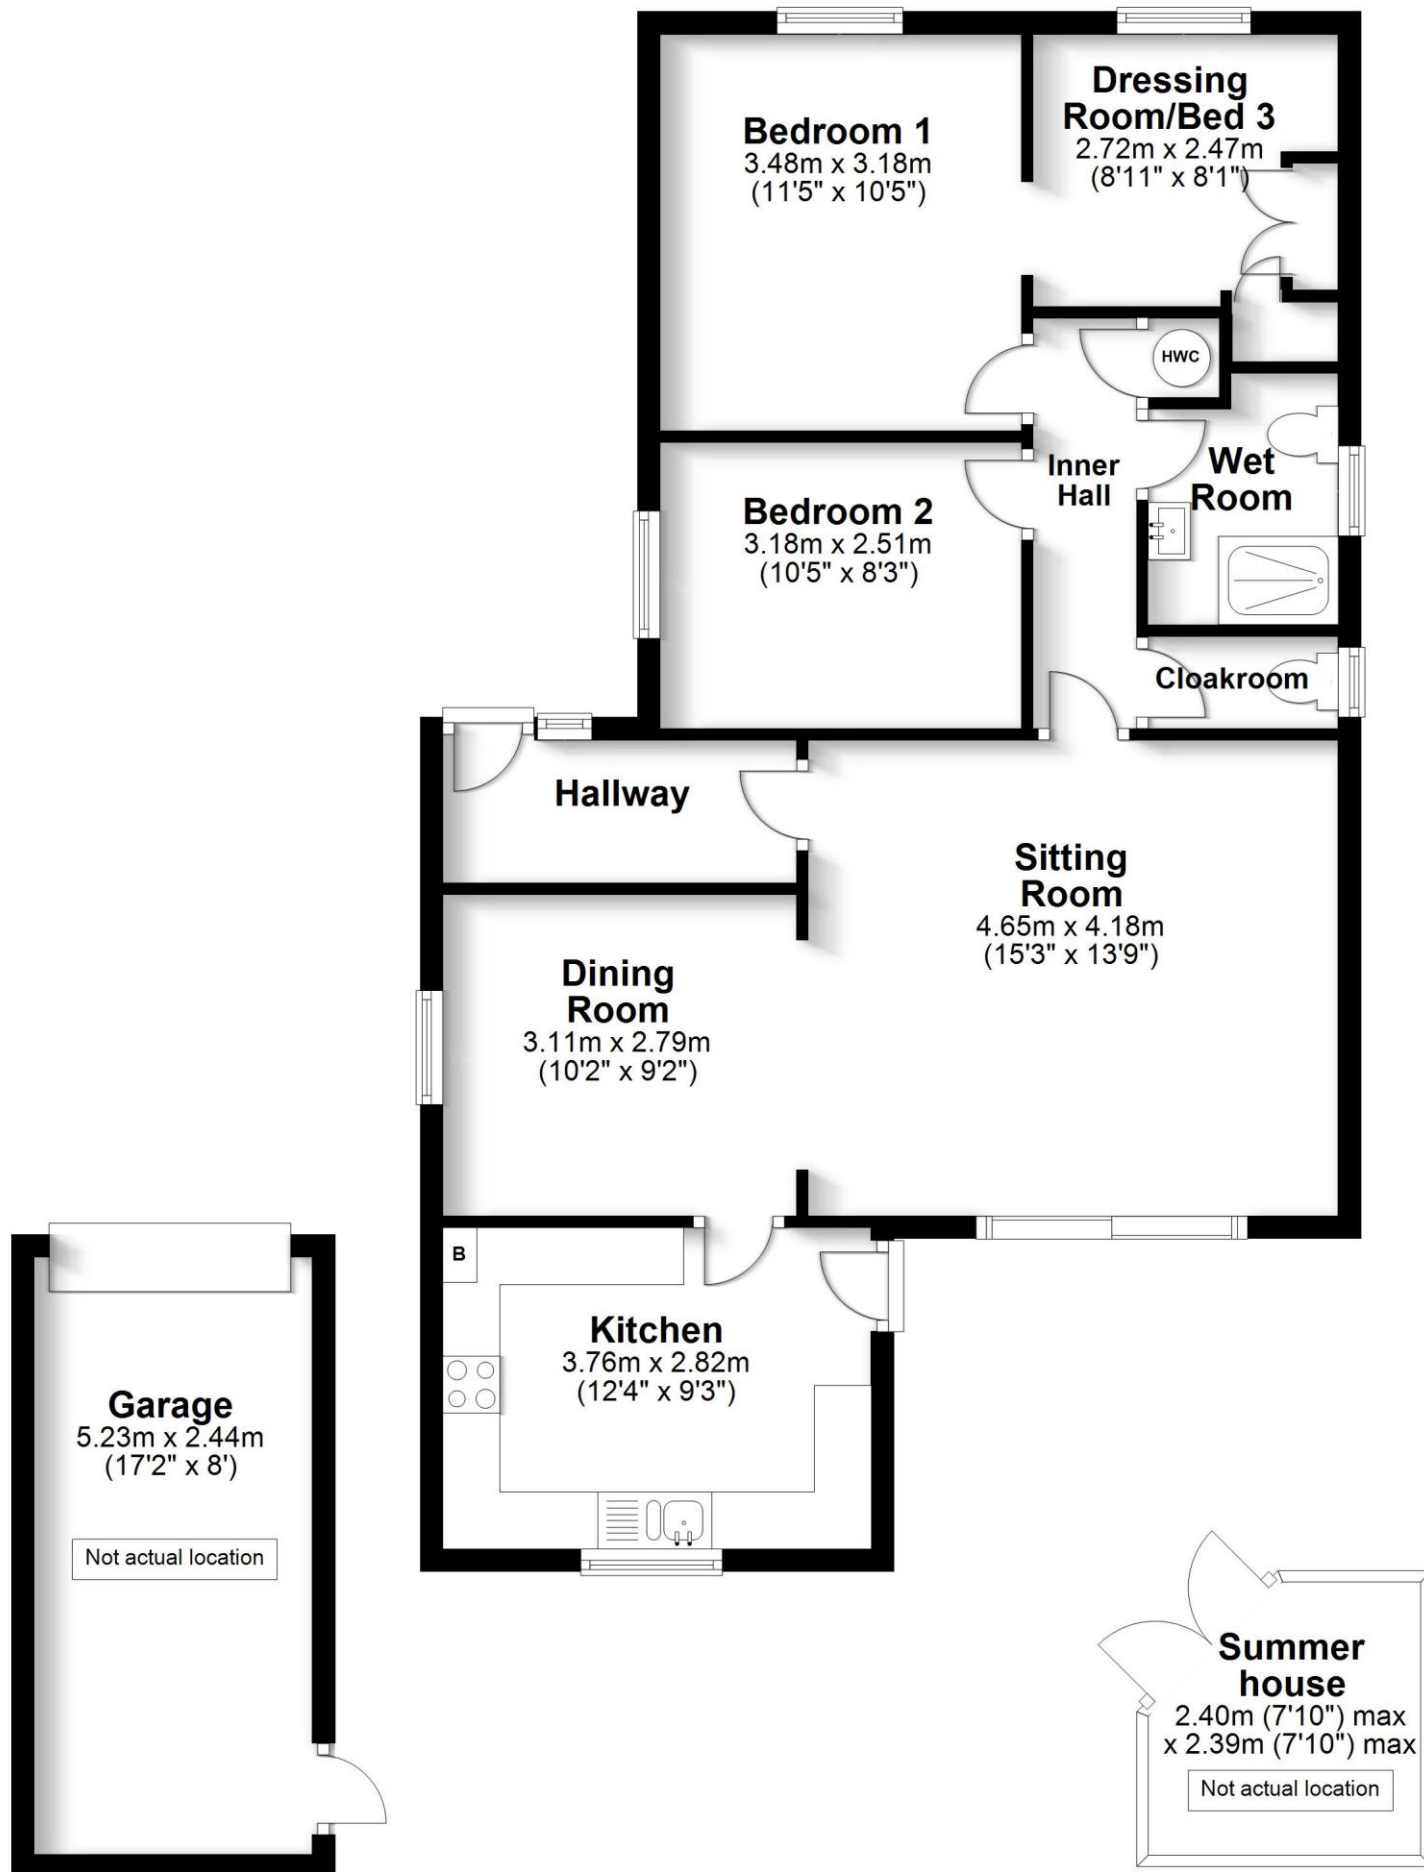 Bedroom 1
3.48m x 3.18m
(11'5" x 10'5")
Dressing
Room/Bed 3
2.72m x 2.47m
(8'11" x 8'1")
HWC
Inner
Hall
Wet
Room
Bedroom 2
3.18m x 2.51m
(10'5" x 8'3")
Cloakroom
Hallway
Sitting
Room
4.65m x 4.18m
(15'3" x 13'9")
Dining
Room
3.11m x 2.79m
(10'2" x 9'2")
B
Kitchen
3.76m x 2.82m
(12'4" x 9'3")
Garage
5.23m x 2.44m
(17'2" x 8')
Not actual location
Summer
house
2.40m (7'10") max
x 2.39m (7'10") max
Not actual location